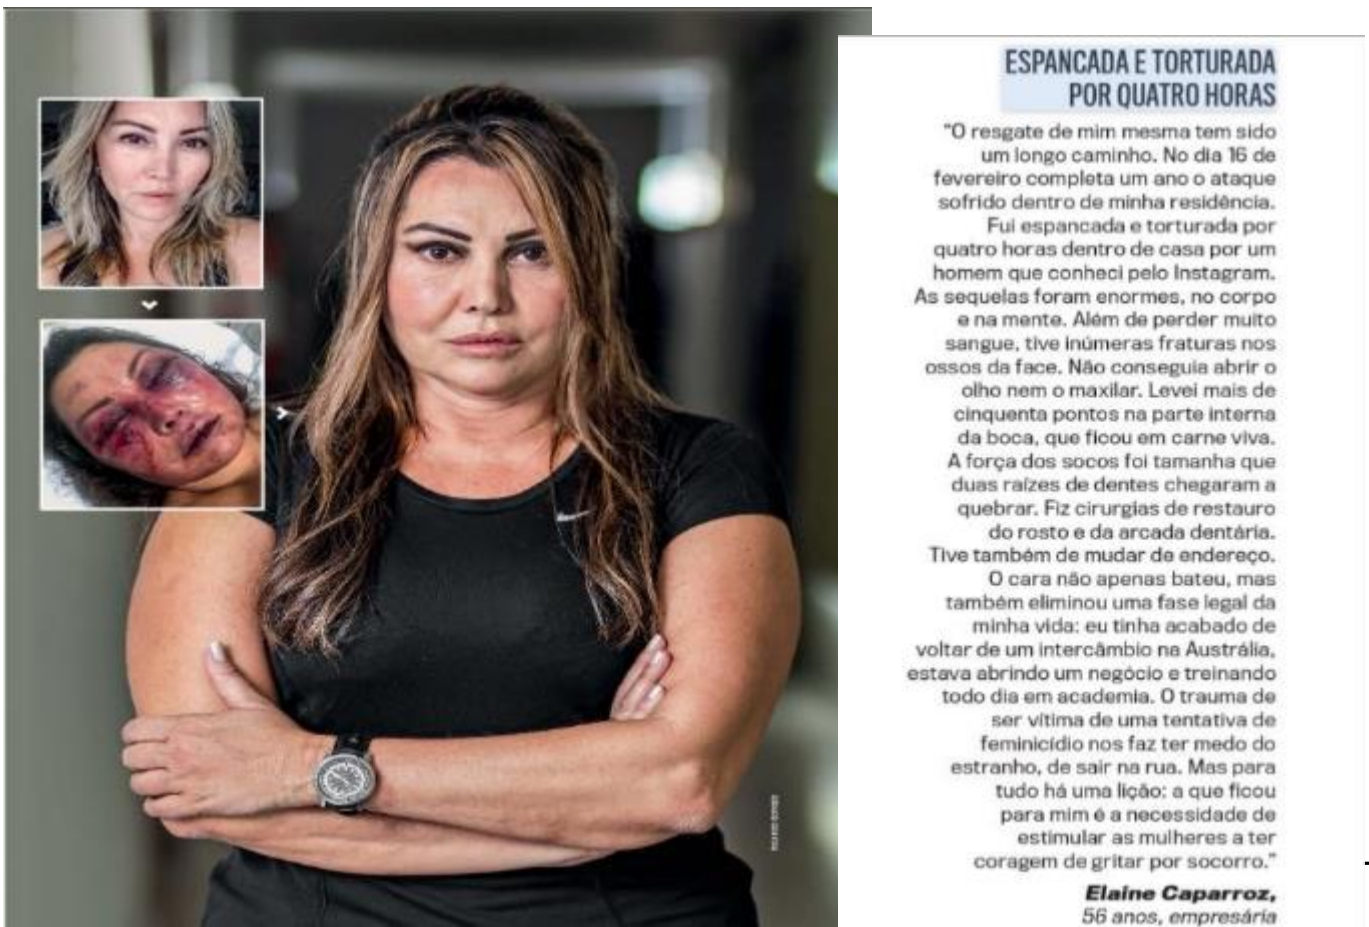 ESPANCADA E TORTURADA
POR QUATRO HORAS
"O resgate de mim mesma tem sido
um longo caminho. No dia 16 de
fevereiro completa um ano o ataque
sofrido dentro de minha residência.
Fui espancada e torturada por
quatro horas dentro de casa por um
homem que conheci pelo Instagram.
As sequelas foram enormes, no corpo
e na mente. Além de perder muito
sangue, tive inúmeras fraturas nos
ossos da face. Não conseguia abrir o
olho nem o maxilar. Levei mais de
cinquenta pontos na parte interna
da boca, que ficou em carne viva.
A força dos socos foi tamanha que
duas raízes de dentes chegaram a
quebrar. Fiz cirurgias de restauro
do rosto e da arcada dentária.
Tive também de mudar de endereço.
O cara não apenas bateu, mas
também eliminou uma fase legal da
minha vida: eu tinha acabado de
voltar de um intercâmbio na Austrália,
estava abrindo um negócio e treinando
todo dia em academia. O trauma de
ser vítima de uma tentativa de
feminicídio nos faz ter medo do
estranho, de sair na rua. Mas para
tudo há uma lição: a que ficou
para mim é a necessidade de
estimular as mulheres a ter
coragem de gritar por socorro."
Elaine Caparroz,
56 anos, empresária